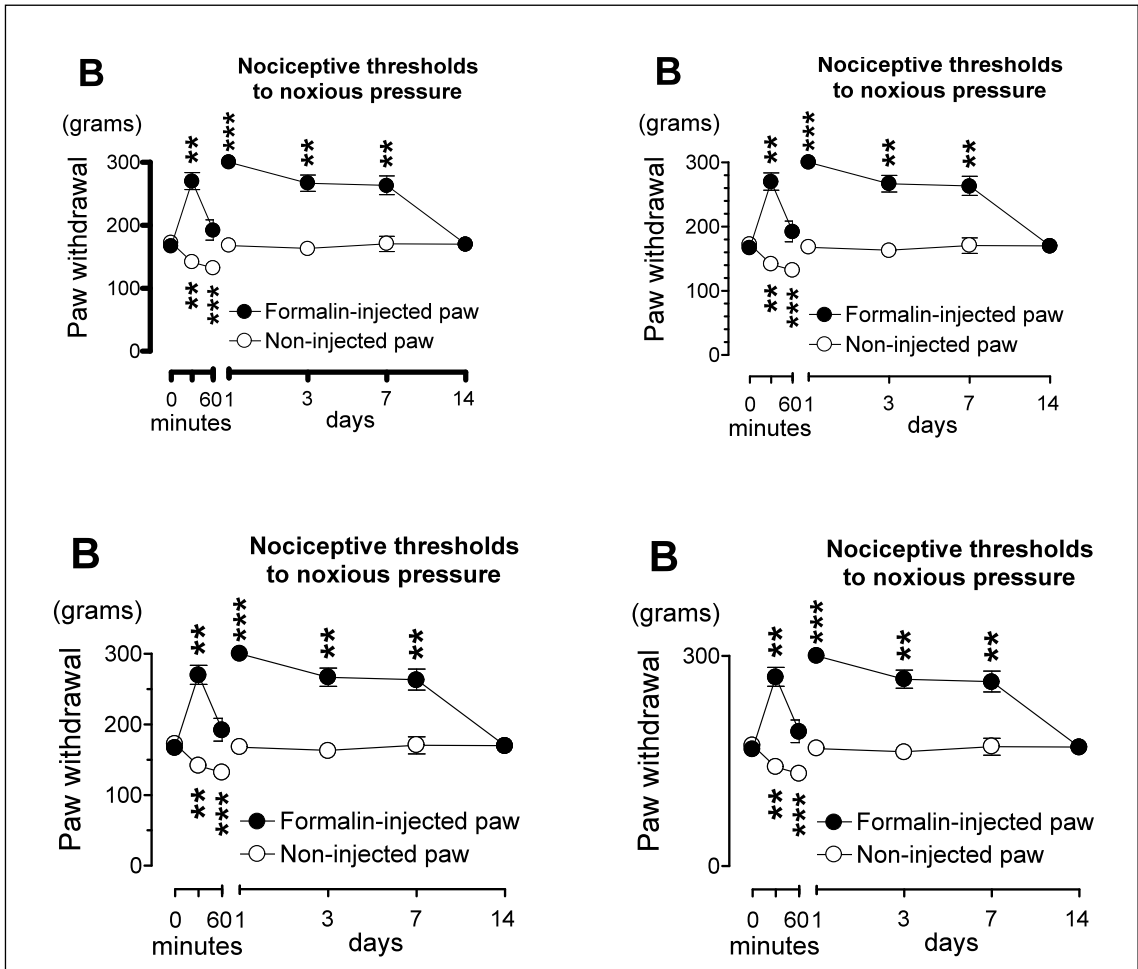 B
Nociceptive thresholds
to noxious pressure
(grams)
Paw withdrawal
300
200
100
0
**
***
**
**
**
***
Formalin-injected paw
Non-injected paw
0 60 1 3 7 14
minutes days
B
Nociceptive thresholds
to noxious pressure
(grams)
Paw withdrawal
300
200
100
0
**
***
**
**
**
***
Formalin-injected paw
Non-injected paw
0 60 1 3 7 14
minutes days
B
Nociceptive thresholds
to noxious pressure
(grams)
Paw withdrawal
300
200
100
0
**
***
**
**
**
***
Formalin-injected paw
Non-injected paw
0 60 1 3 7 14
minutes days
B
Nociceptive thresholds
to noxious pressure
(grams)
Paw withdrawal
300
0
**
***
**
**
**
***
Formalin-injected paw
Non-injected paw
0 60 1 3 7 14
minutes days